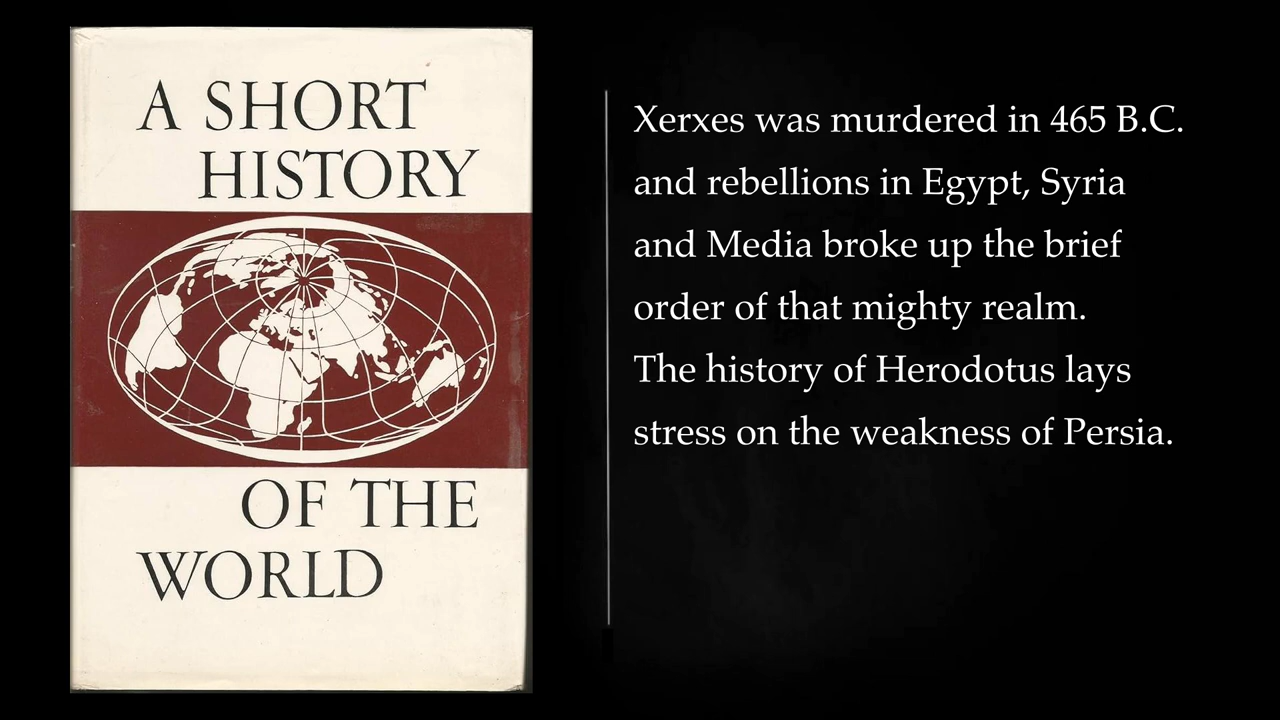 A SHORT
HISTORY
OF THE
WORLD
Xerxes was murdered in 465 B.C.
and rebellions in Egypt, Syria
and Media broke up the brief
order of that mighty realm.
The history of Herodotus lays
stress on the weakness of Persia.